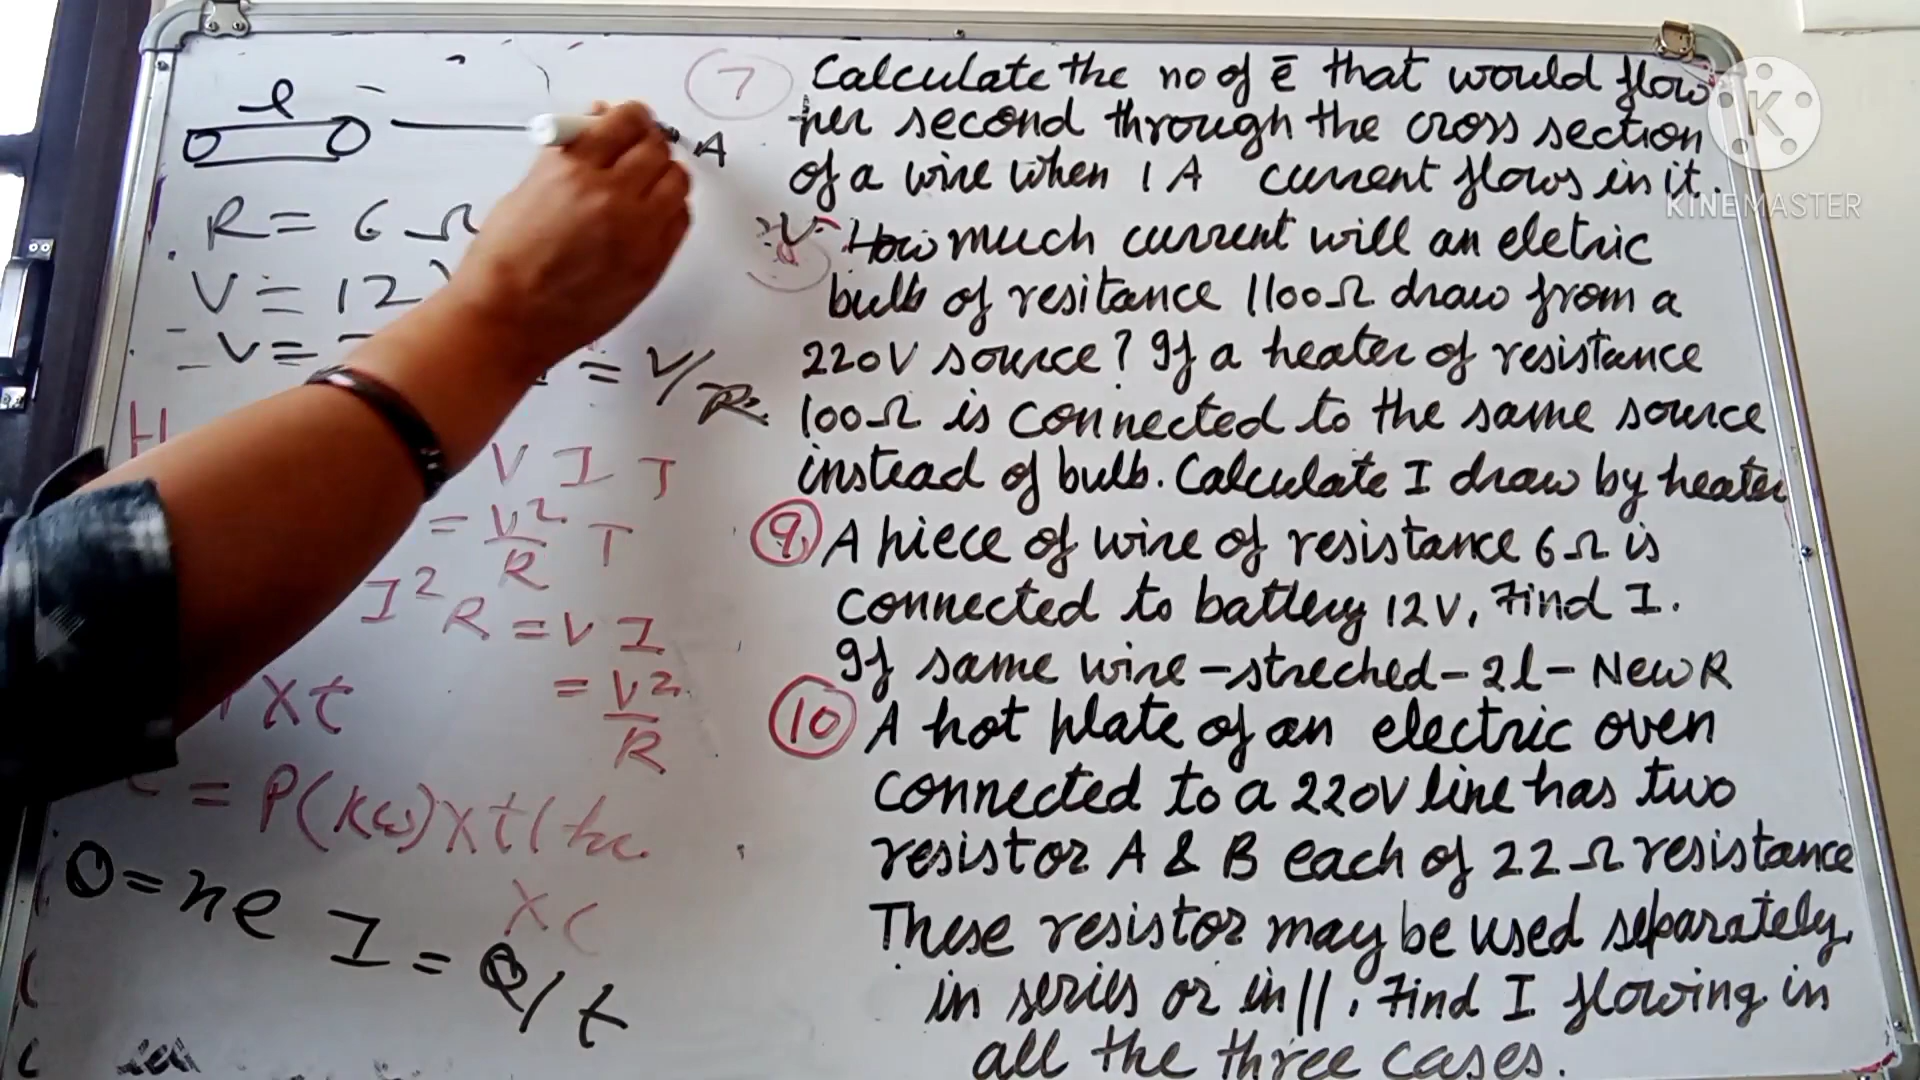 l
A
R = 6 Ω
V = 12
V =
= V/R
H
V I T
= V²/R T
I² R = V I
X t
= V²/R
= P(kw) X t(hr
X C
Q = ne I = Q/t
7 Calculate the no of ē that would flow
per second through the cross section
of a wire when 1 A current flows in it.
8 How much current will an eletric
bulb of resitance 1100Ω draw from a
220V source? If a heater of resistance
100Ω is connected to the same source
instead of bulb. Calculate I draw by heater
9 A piece of wire of resistance 6Ω is
connected to battery 12V, Find I.
If same wire - streched - 2l - New R
10 A hot plate of an electric oven
connected to a 220V line has two
resistor A & B each of 22Ω resistance
These resistor may be used separately,
in series or in ||. Find I flowing in
all the three cases.
K
KINEMASTER